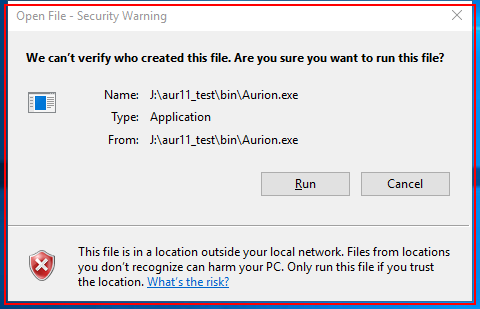 Open File - Security Warning
We can't verify who created this file. Are you sure you want to run this file?
Name: J:\aur11_test\bin\Aurion.exe
Type: Application
From: J:\aur11_test\bin\Aurion.exe
Run Cancel
This file is in a location outside your local network. Files from locations
you don't recognize can harm your PC. Only run this file if you trust
the location. What's the risk?